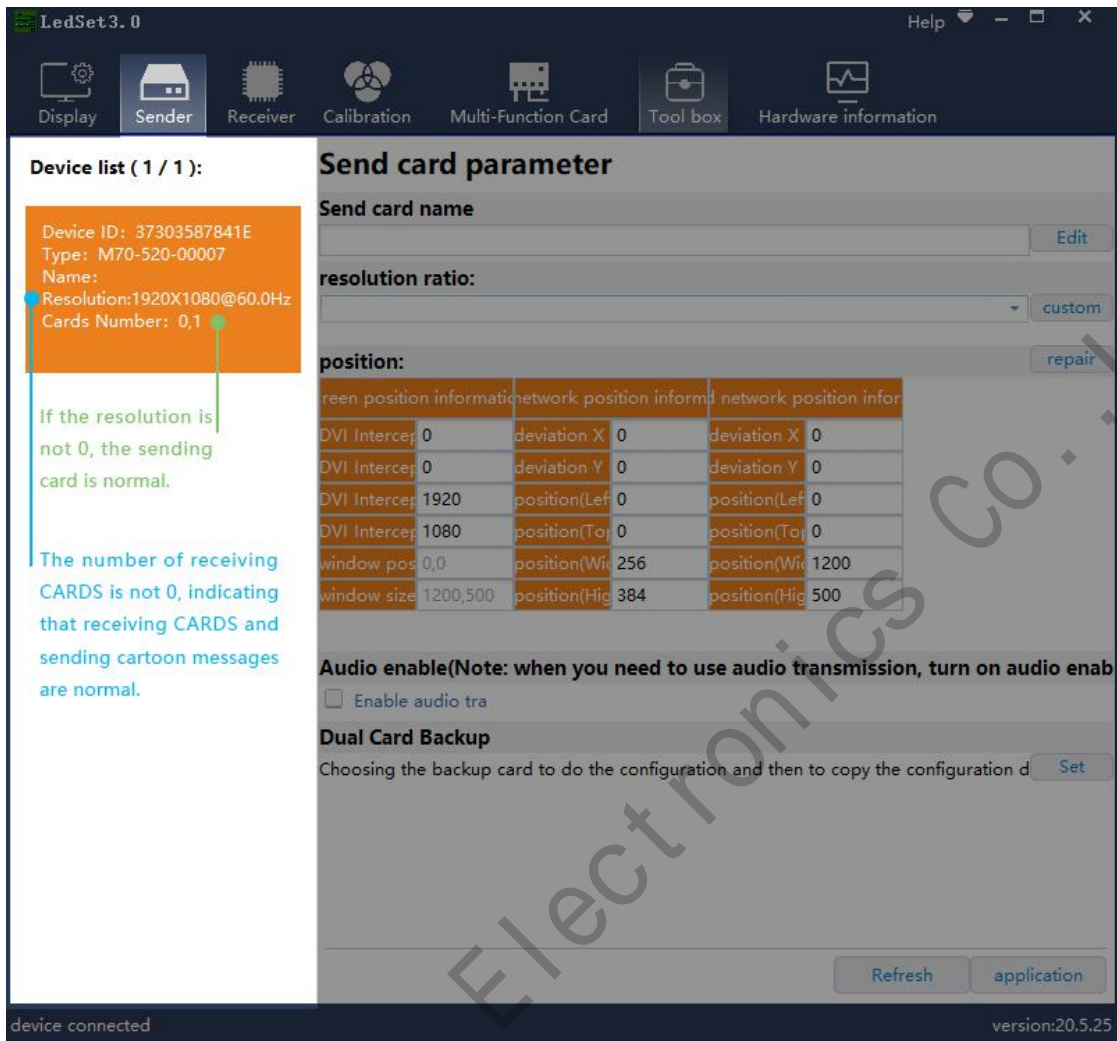 LedSet3.0
Help
Display
Sender
Receiver
Calibration
Multi-Function Card
Tool box
Hardware information
Device list ( 1 / 1 ):
Device ID: 37303587841E
Type: M70-520-00007
Name:
Resolution:1920X1080@60.0Hz
Cards Number: 0,1
If the resolution is
not 0, the sending
card is normal.
The number of receiving
CARDS is not 0, indicating
that receiving CARDS and
sending cartoon messages
are normal.
Send card parameter
Send card name
Edit
resolution ratio:
custom
position:
repair
reen position informatic network position inform d network position infor
DVI Intercep 0 deviation X 0 deviation X 0
DVI Intercep 0 deviation Y 0 deviation Y 0
DVI Intercep 1920 position(Lef 0 position(Lef 0
DVI Intercep 1080 position(To 0 position(To 0
window pos 0,0 position(Wi 256 position(Wi 1200
window size 1200,500 position(Hig 384 position(Hig 500
Audio enable(Note: when you need to use audio transmission, turn on audio enab
Enable audio tra
Dual Card Backup
Choosing the backup card to do the configuration and then to copy the configuration d
Set
Refresh
application
device connected
version:20.5.25
Electronics Co.,